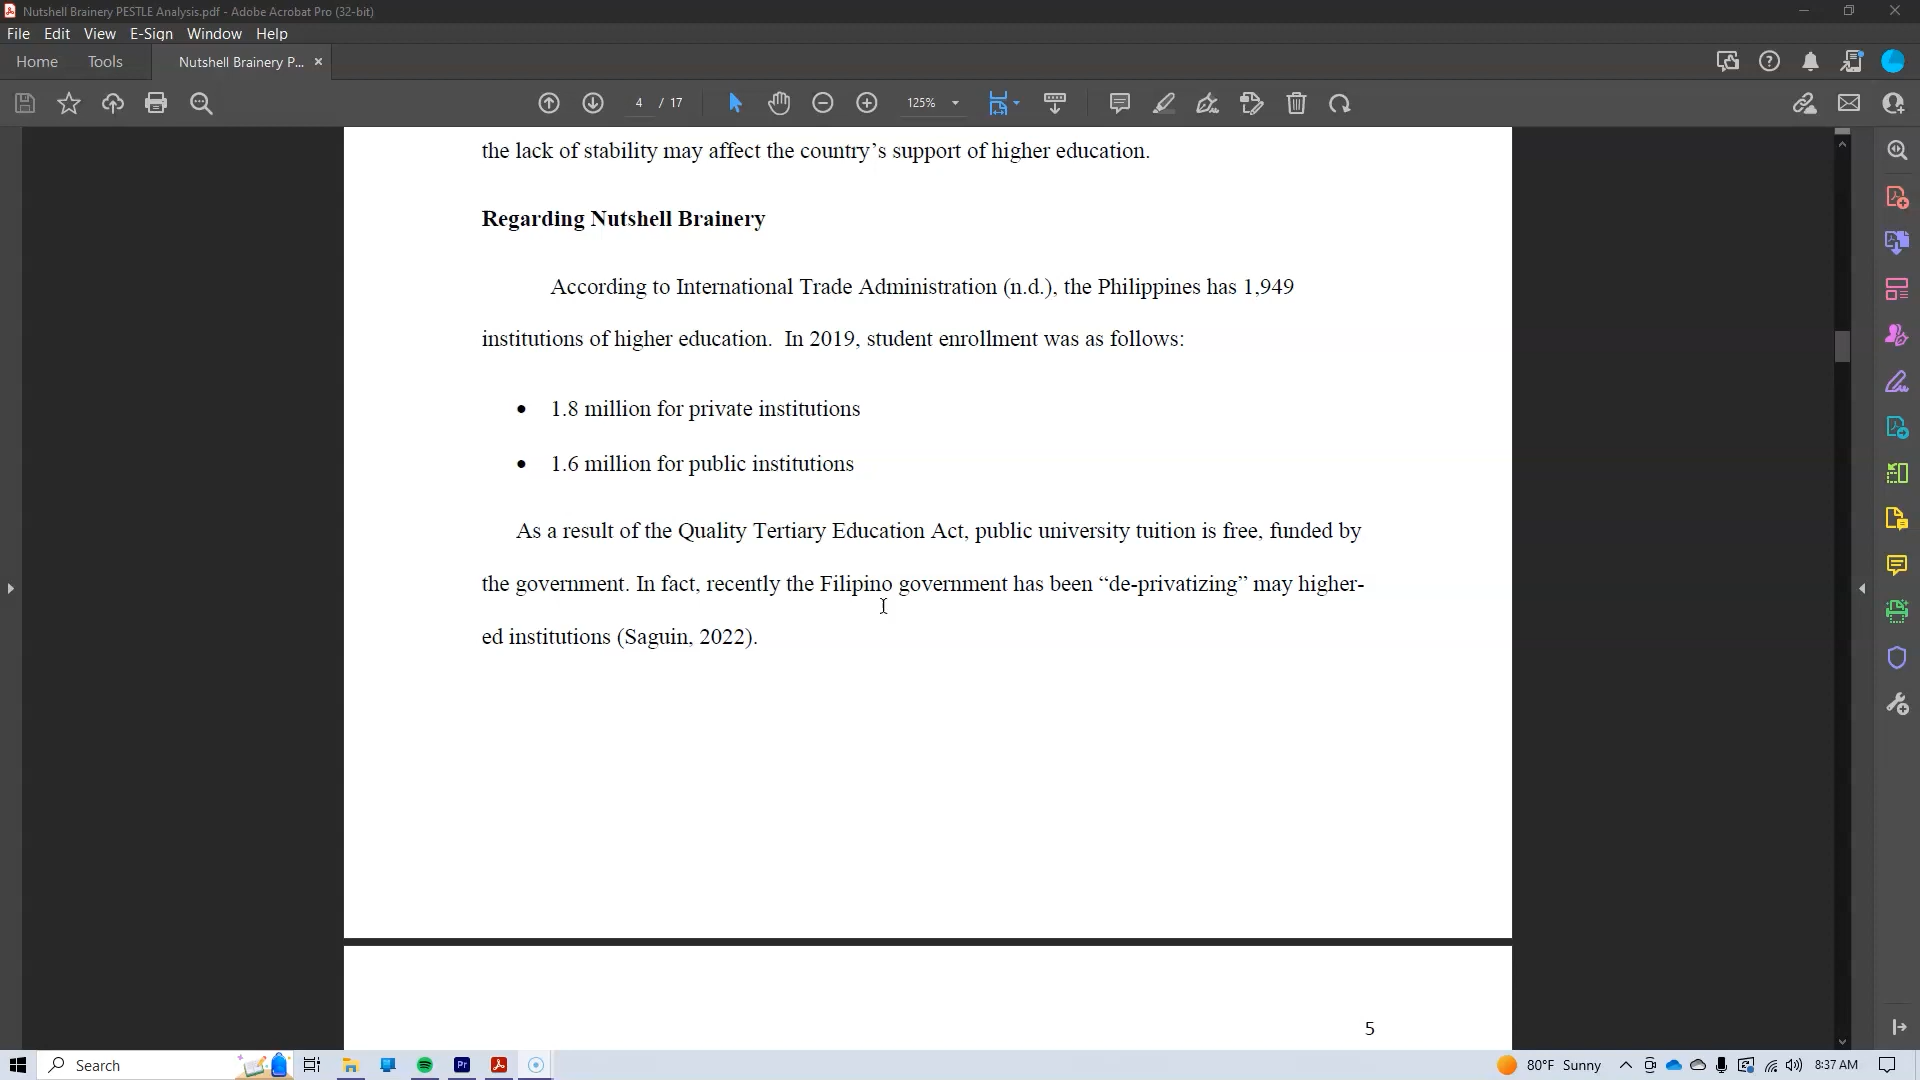 Nutshell Brainery PESTLE Analysis.pdf - Adobe Acrobat Pro (32-bit)
File Edit View E-Sign Window Help
Home Tools Nutshell Brainery P...
4 / 17 125%
the lack of stability may affect the country’s support of higher education.
Regarding Nutshell Brainery
According to International Trade Administration (n.d.), the Philippines has 1,949
institutions of higher education.  In 2019, student enrollment was as follows:
• 1.8 million for private institutions
• 1.6 million for public institutions
As a result of the Quality Tertiary Education Act, public university tuition is free, funded by
the government. In fact, recently the Filipino government has been “de-privatizing” may higher-
ed institutions (Saguin, 2022).
5
Search Pr 80°F Sunny 8:37 AM